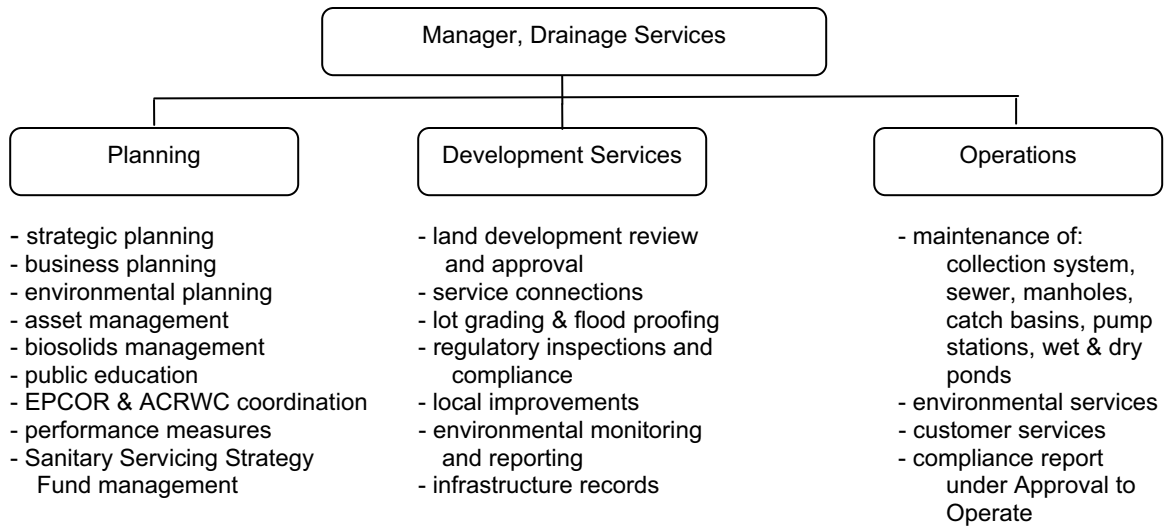 Manager, Drainage Services
Planning
- strategic planning
- business planning
- environmental planning
- asset management
- biosolids management
- public education
- EPCOR & ACRWC coordination
- performance measures
- Sanitary Servicing Strategy
Fund management
Development Services
- land development review
and approval
- service connections
- lot grading & flood proofing
- regulatory inspections and
compliance
- local improvements
- environmental monitoring
and reporting
- infrastructure records
Operations
- maintenance of:
collection system,
sewer, manholes,
catch basins, pump
stations, wet & dry
ponds
- environmental services
- customer services
- compliance report
under Approval to
Operate